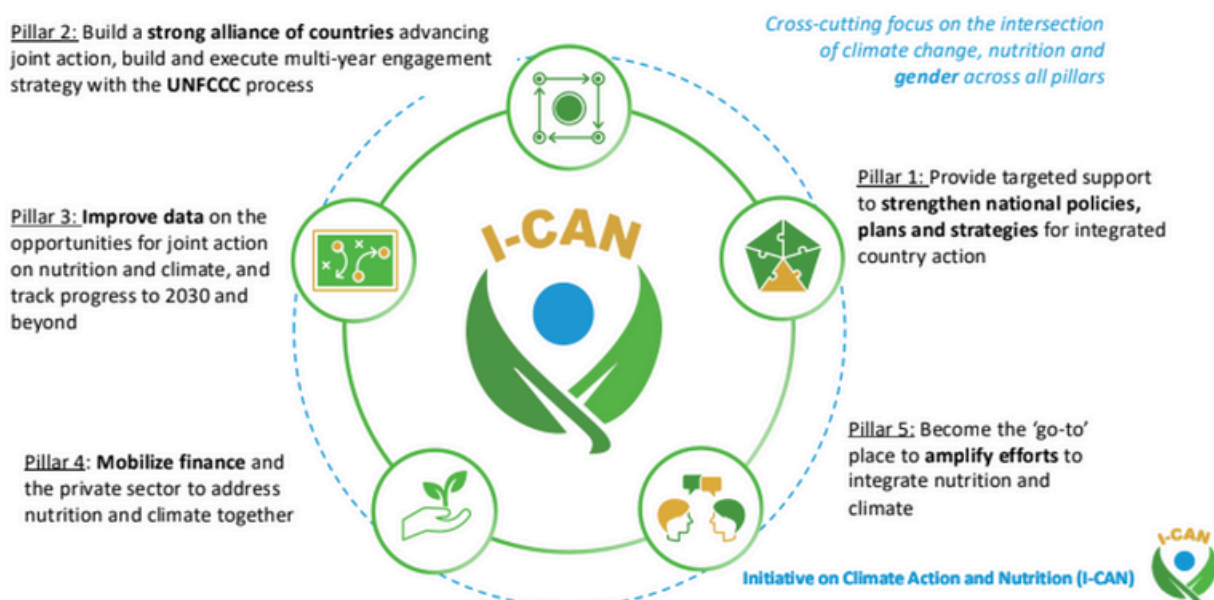 Pillar 2: Build a strong alliance of countries advancing
joint action, build and execute multi-year engagement
strategy with the UNFCCC process
Cross-cutting focus on the intersection
of climate change, nutrition and
gender across all pillars
Pillar 1: Provide targeted support
to strengthen national policies,
plans and strategies for integrated
country action
Pillar 3: Improve data on the
opportunities for joint action
on nutrition and climate, and
track progress to 2030 and
beyond
I-CAN
Pillar 4: Mobilize finance and
the private sector to address
nutrition and climate together
Pillar 5: Become the ‘go-to’
place to amplify efforts to
integrate nutrition and
climate
Initiative on Climate Action and Nutrition (I-CAN)
I-CAN